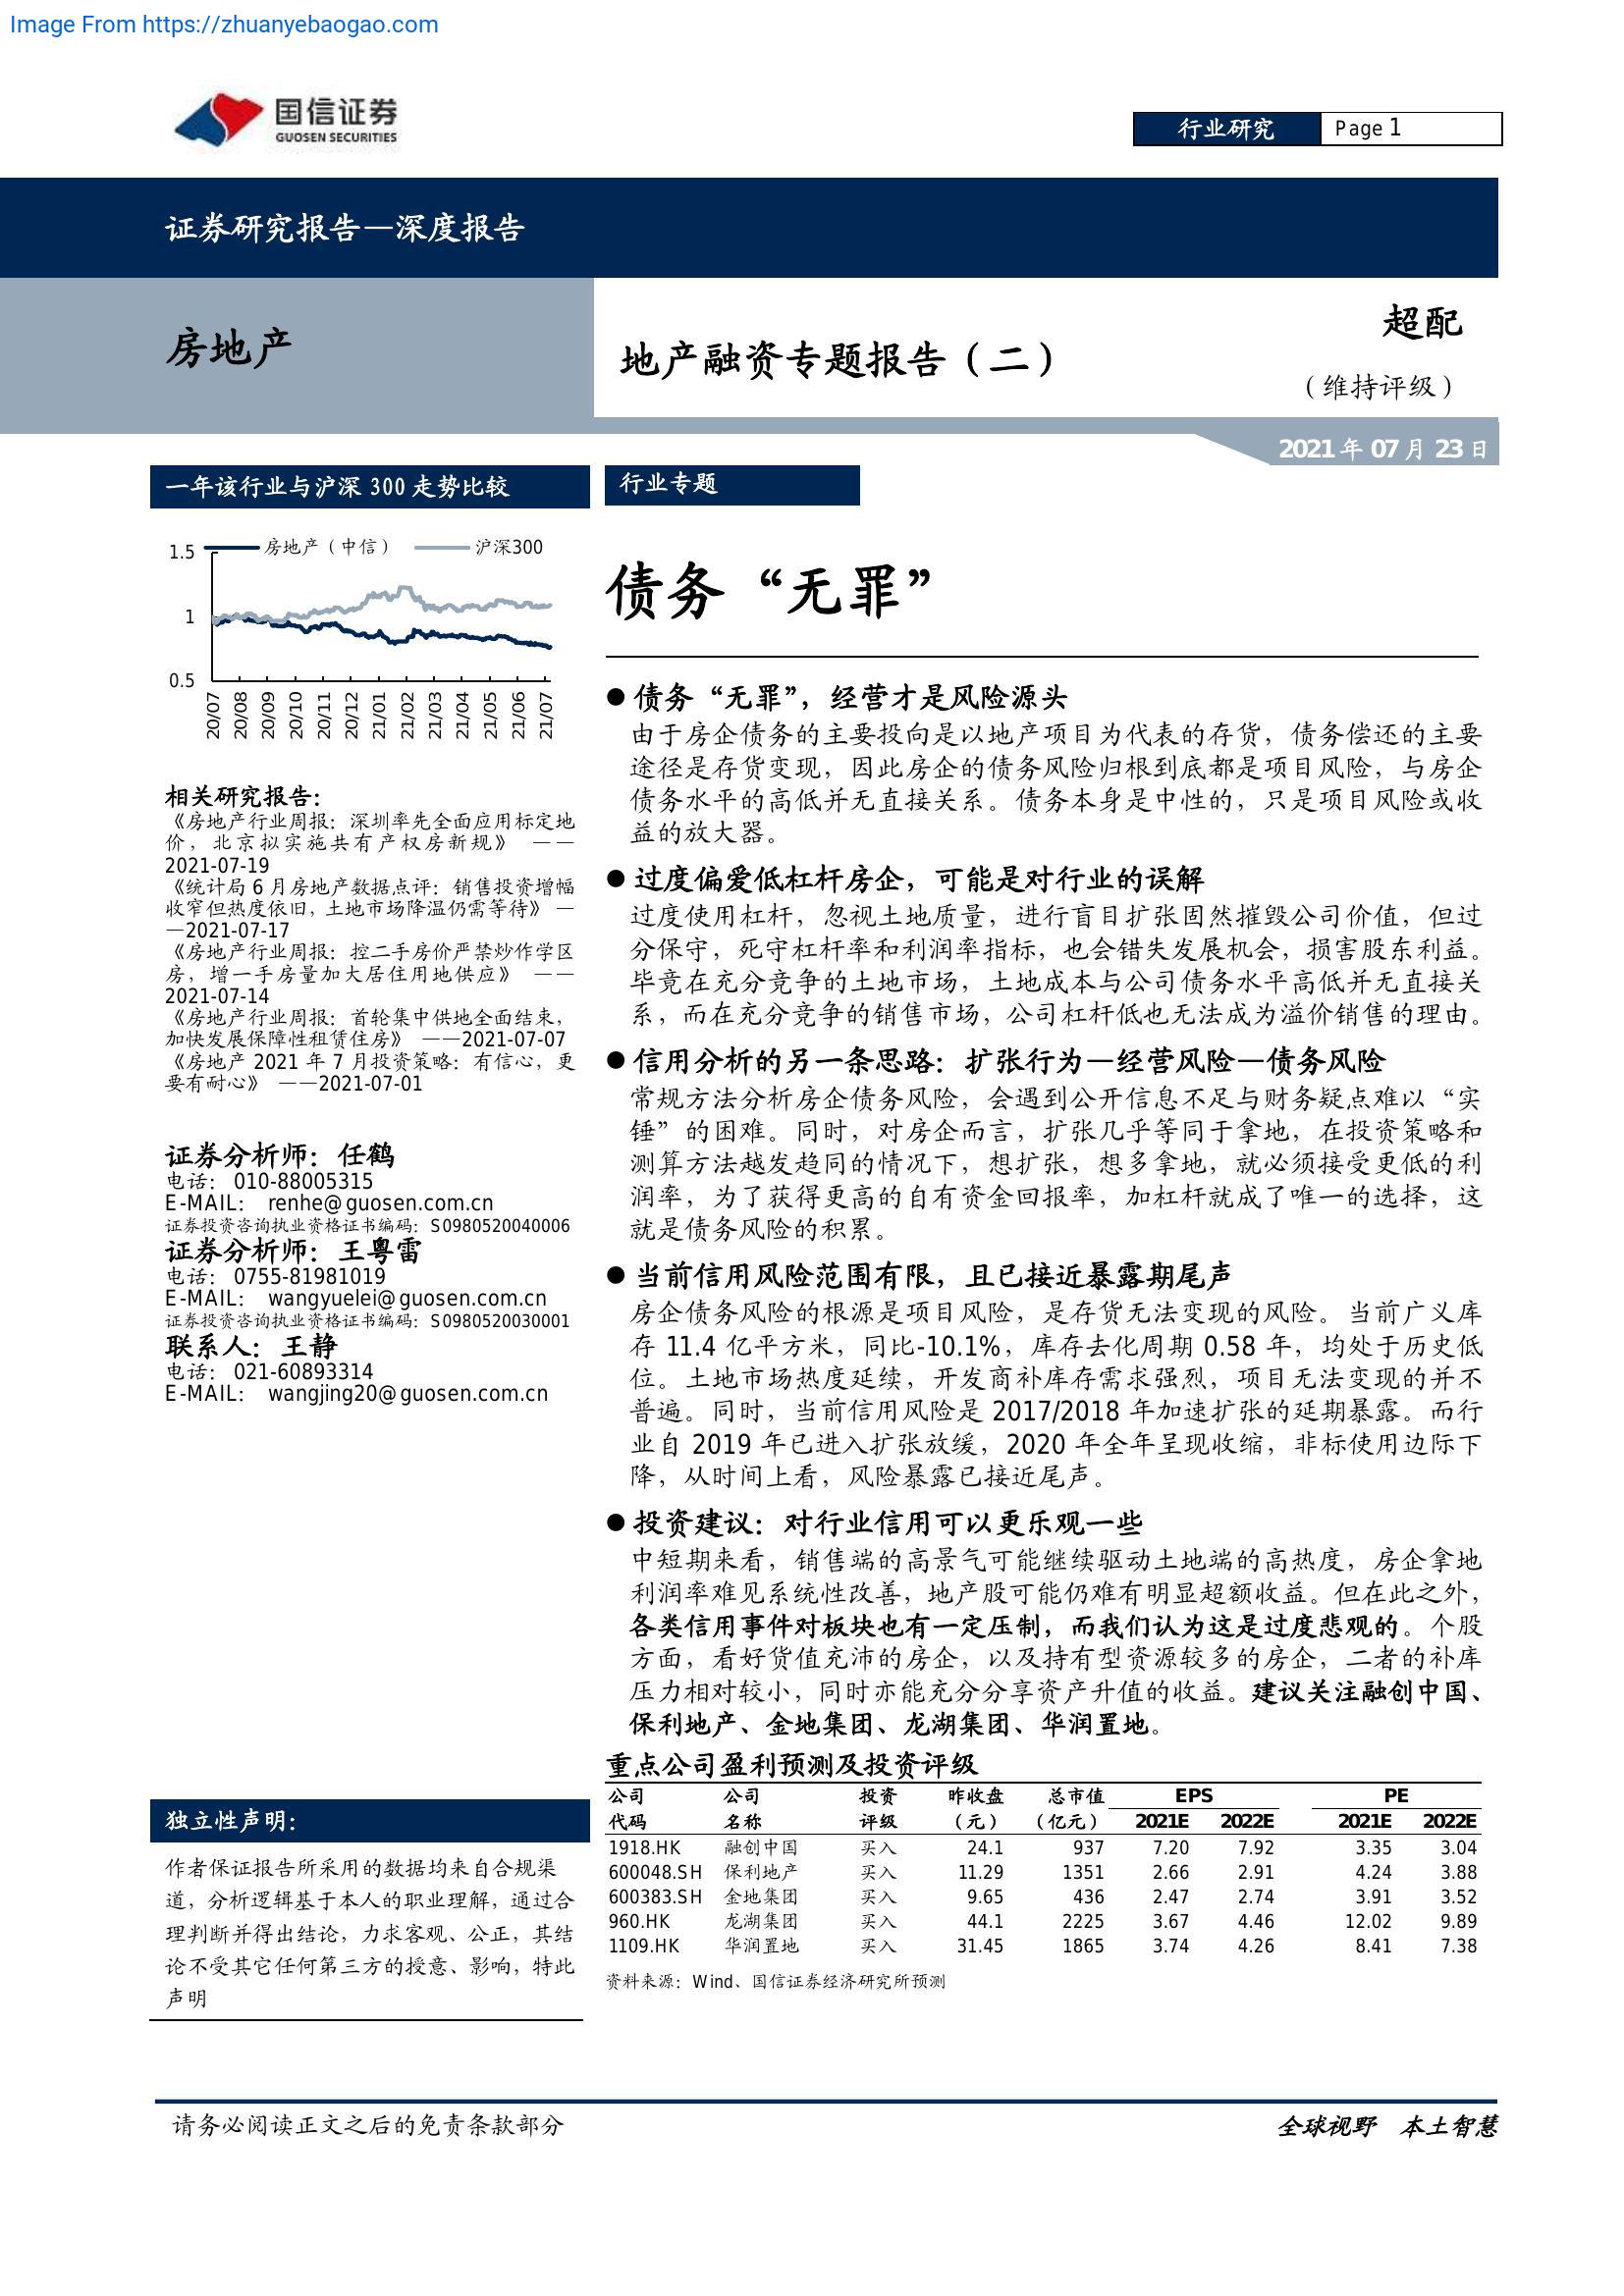 Image From https://zhuanyebaogao.com
国信证券
GUOSEN SECURITIES
行业研究 Page 1
证券研究报告—深度报告
房地产
地产融资专题报告（二）
超配
（维持评级）
2021 年 07 月 23 日
一年该行业与沪深 300 走势比较
房地产（中信） 沪深300
1.5
1
0.5
20/07 20/08 20/09 20/10 20/11 20/12 21/01 21/02 21/03 21/04 21/05 21/06 21/07
相关研究报告：
《房地产行业周报：深圳率先全面应用标定地
价，北京拟实施共有产权房新规》 ——
2021-07-19
《统计局 6 月房地产数据点评：销售投资增幅
收窄但热度依旧，土地市场降温仍需等待》 —
—2021-07-17
《房地产行业周报：控二手房价严禁炒作学区
房，增一手房量加大居住用地供应》 ——
2021-07-14
《房地产行业周报：首轮集中供地全面结束，
加快发展保障性租赁住房》 ——2021-07-07
《房地产 2021 年 7 月投资策略：有信心，更
要有耐心》 ——2021-07-01
证券分析师：任鹤
电话： 010-88005315
E-MAIL： renhe@guosen.com.cn
证券投资咨询执业资格证书编码：S0980520040006
证券分析师：王粤雷
电话： 0755-81981019
E-MAIL： wangyuelei@guosen.com.cn
证券投资咨询执业资格证书编码：S0980520030001
联系人：王静
电话： 021-60893314
E-MAIL： wangjing20@guosen.com.cn
独立性声明：
作者保证报告所采用的数据均来自合规渠
道，分析逻辑基于本人的职业理解，通过合
理判断并得出结论，力求客观、公正，其结
论不受其它任何第三方的授意、影响，特此
声明
行业专题
债务“无罪”
● 债务“无罪”，经营才是风险源头
由于房企债务的主要投向是以地产项目为代表的存货，债务偿还的主要
途径是存货变现，因此房企的债务风险归根到底都是项目风险，与房企
债务水平的高低并无直接关系。债务本身是中性的，只是项目风险或收
益的放大器。
● 过度偏爱低杠杆房企，可能是对行业的误解
过度使用杠杆，忽视土地质量，进行盲目扩张固然摧毁公司价值，但过
分保守，死守杠杆率和利润率指标，也会错失发展机会，损害股东利益。
毕竟在充分竞争的土地市场，土地成本与公司债务水平高低并无直接关
系，而在充分竞争的销售市场，公司杠杆低也无法成为溢价销售的理由。
● 信用分析的另一条思路：扩张行为—经营风险—债务风险
常规方法分析房企债务风险，会遇到公开信息不足与财务疑点难以“实
锤”的困难。同时，对房企而言，扩张几乎等同于拿地，在投资策略和
测算方法越发趋同的情况下，想扩张，想多拿地，就必须接受更低的利
润率，为了获得更高的自有资金回报率，加杠杆就成了唯一的选择，这
就是债务风险的积累。
● 当前信用风险范围有限，且已接近暴露期尾声
房企债务风险的根源是项目风险，是存货无法变现的风险。当前广义库
存 11.4 亿平方米，同比-10.1%，库存去化周期 0.58 年，均处于历史低
位。土地市场热度延续，开发商补库存需求强烈，项目无法变现的并不
普遍。同时，当前信用风险是 2017/2018 年加速扩张的延期暴露。而行
业自 2019 年已进入扩张放缓，2020 年全年呈现收缩，非标使用边际下
降，从时间上看，风险暴露已接近尾声。
● 投资建议：对行业信用可以更乐观一些
中短期来看，销售端的高景气可能继续驱动土地端的高热度，房企拿地
利润率难见系统性改善，地产股可能仍难有明显超额收益。但在此之外，
各类信用事件对板块也有一定压制，而我们认为这是过度悲观的。个股
方面，看好货值充沛的房企，以及持有型资源较多的房企，二者的补库
压力相对较小，同时亦能充分分享资产升值的收益。建议关注融创中国、
保利地产、金地集团、龙湖集团、华润置地。
重点公司盈利预测及投资评级
公司 公司 投资 昨收盘 总市值 EPS PE
代码 名称 评级 （元） （亿元） 2021E 2022E 2021E 2022E
1918.HK 融创中国 买入 24.1 937 7.20 7.92 3.35 3.04
600048.SH 保利地产 买入 11.29 1351 2.66 2.91 4.24 3.88
600383.SH 金地集团 买入 9.65 436 2.47 2.74 3.91 3.52
960.HK 龙湖集团 买入 44.1 2225 3.67 4.46 12.02 9.89
1109.HK 华润置地 买入 31.45 1865 3.74 4.26 8.41 7.38
资料来源：Wind、国信证券经济研究所预测
请务必阅读正文之后的免责条款部分
全球视野 本土智慧